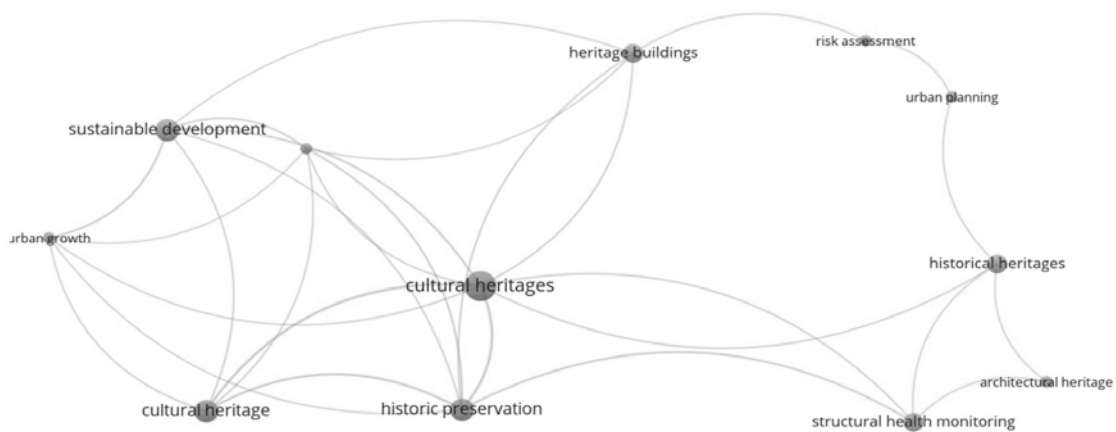 risk assessment
heritage buildings
urban planning
sustainable development
urban growth
historical heritages
cultural heritages
architectural heritage
cultural heritage
historic preservation
structural health monitoring